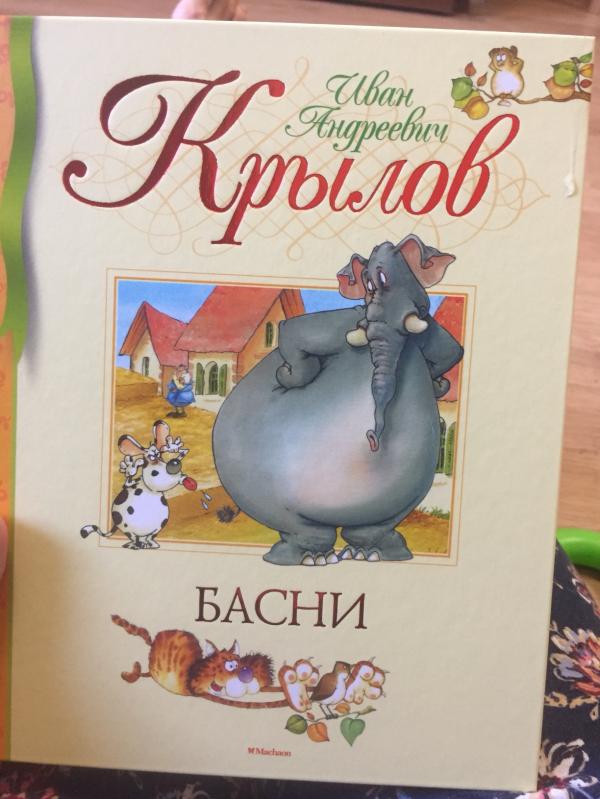 Иван
Андреевич
Крылов
БАСНИ
Machaon